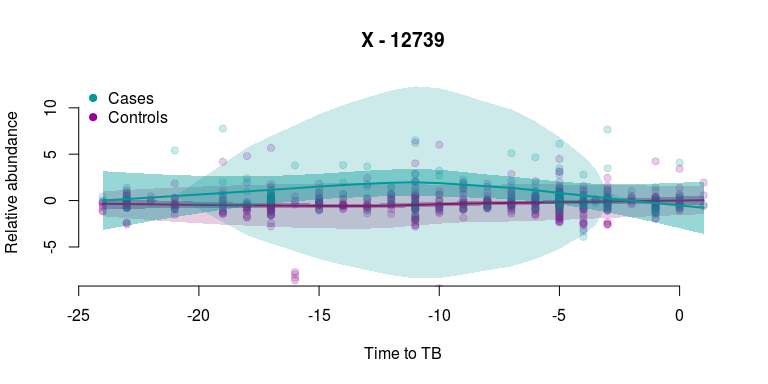 X - 12739
Cases
Controls
Relative abundance
10
5
0
-5
-25 -20 -15 -10 -5 0
Time to TB